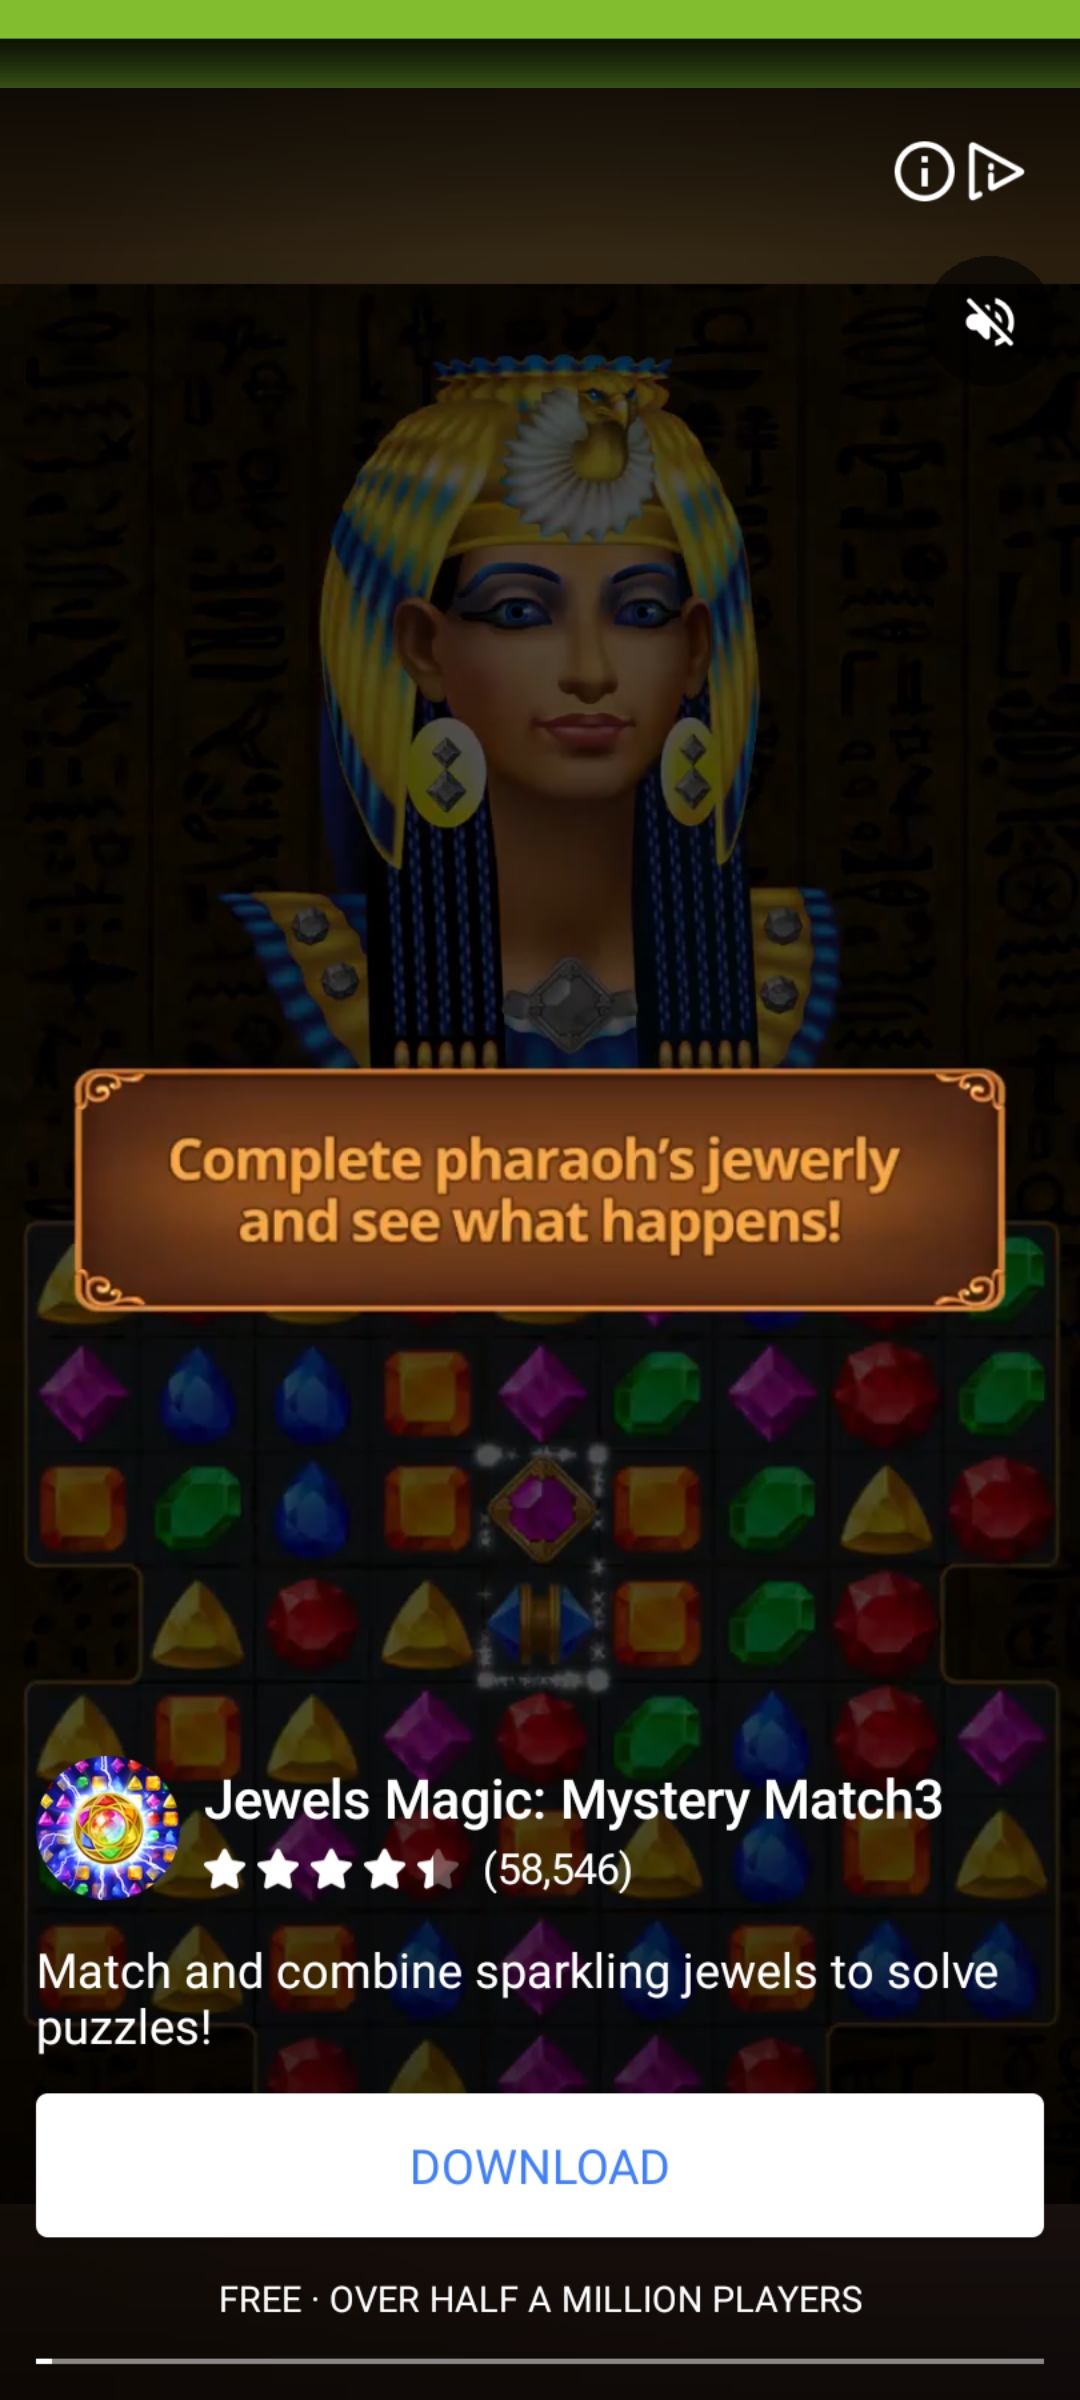 Complete pharaoh's jewerly
and see what happens!
Jewels Magic: Mystery Match3
(58,546)
Match and combine sparkling jewels to solve
puzzles!
DOWNLOAD
FREE · OVER HALF A MILLION PLAYERS